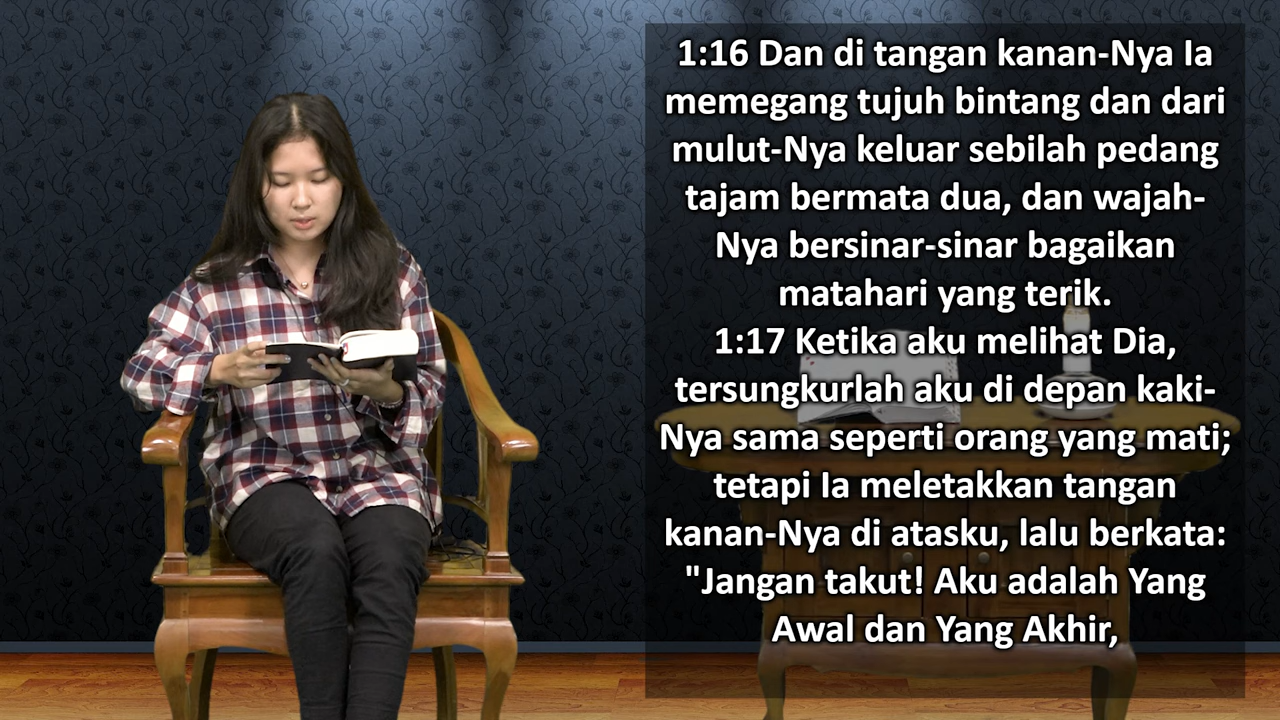 1:16 Dan di tangan kanan-Nya Ia
memegang tujuh bintang dan dari
mulut-Nya keluar sebilah pedang
tajam bermata dua, dan wajah-
Nya bersinar-sinar bagaikan
matahari yang terik.
1:17 Ketika aku melihat Dia,
tersungkurlah aku di depan kaki-
Nya sama seperti orang yang mati;
tetapi Ia meletakkan tangan
kanan-Nya di atasku, lalu berkata:
"Jangan takut! Aku adalah Yang
Awal dan Yang Akhir,